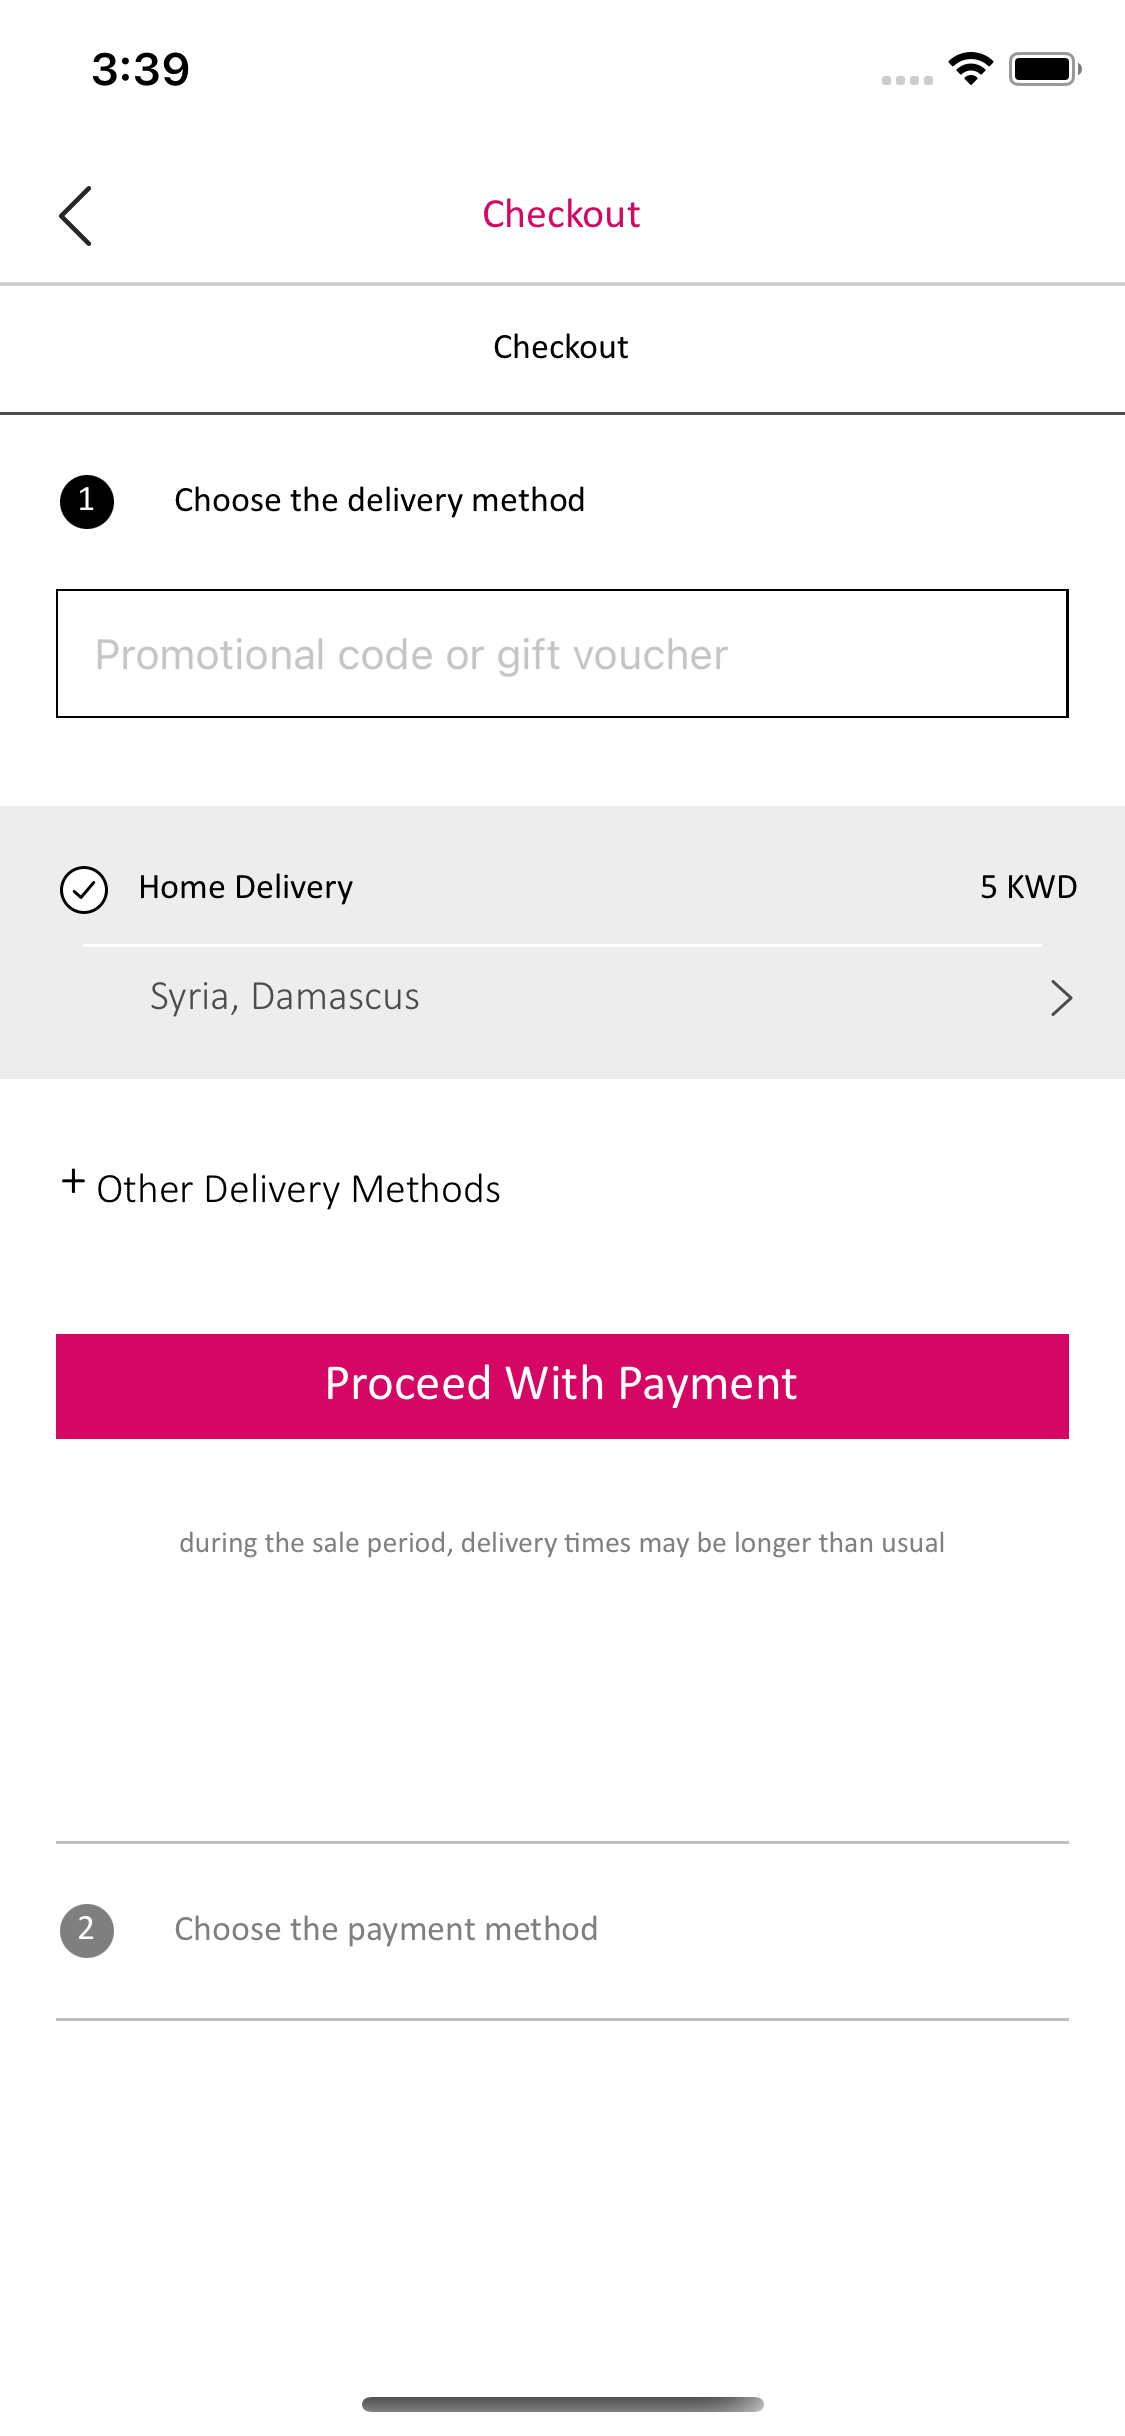 3:39
Checkout
Checkout
1 Choose the delivery method
Promotional code or gift voucher
Home Delivery 5 KWD
Syria, Damascus
+ Other Delivery Methods
Proceed With Payment
during the sale period, delivery times may be longer than usual
2 Choose the payment method